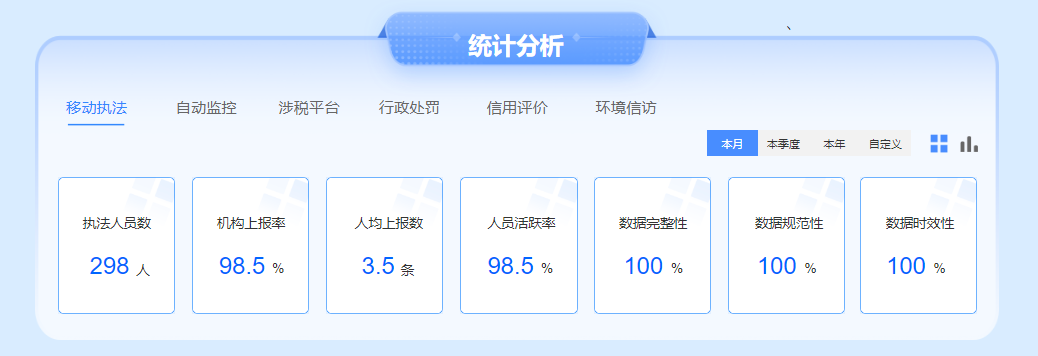 统计分析
、
移动执法 自动监控 涉税平台 行政处罚 信用评价 环境信访
本月 本季度 本年 自定义
执法人员数 机构上报率 人均上报数 人员活跃率 数据完整性 数据规范性 数据时效性
298 人 98.5 % 3.5 条 98.5 % 100 % 100 % 100 %